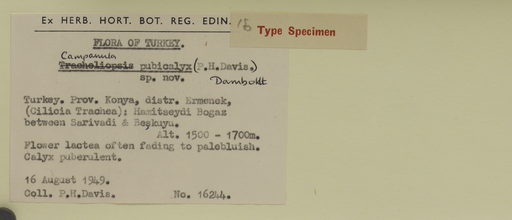 Ex HERB. HORT. BOT. REG. EDIN.
Type Specimen
FLORA OF TURKEY.
Campanula
Tracheliopsis pubicalyx (P.H.Davis.)
sp. nov. Damboldt
Turkey. Prov. Konya, distr. Ermenek,
(Cilicia Trachea): Hamitseydi Bogaz
between Sarivadi & Beşkuyu.
Alt. 1500 - 1700m.
Flower lactea often fading to palebluish.
Calyx puberulent.
16 August 1949.
Coll. P.H.Davis. No. 16244.